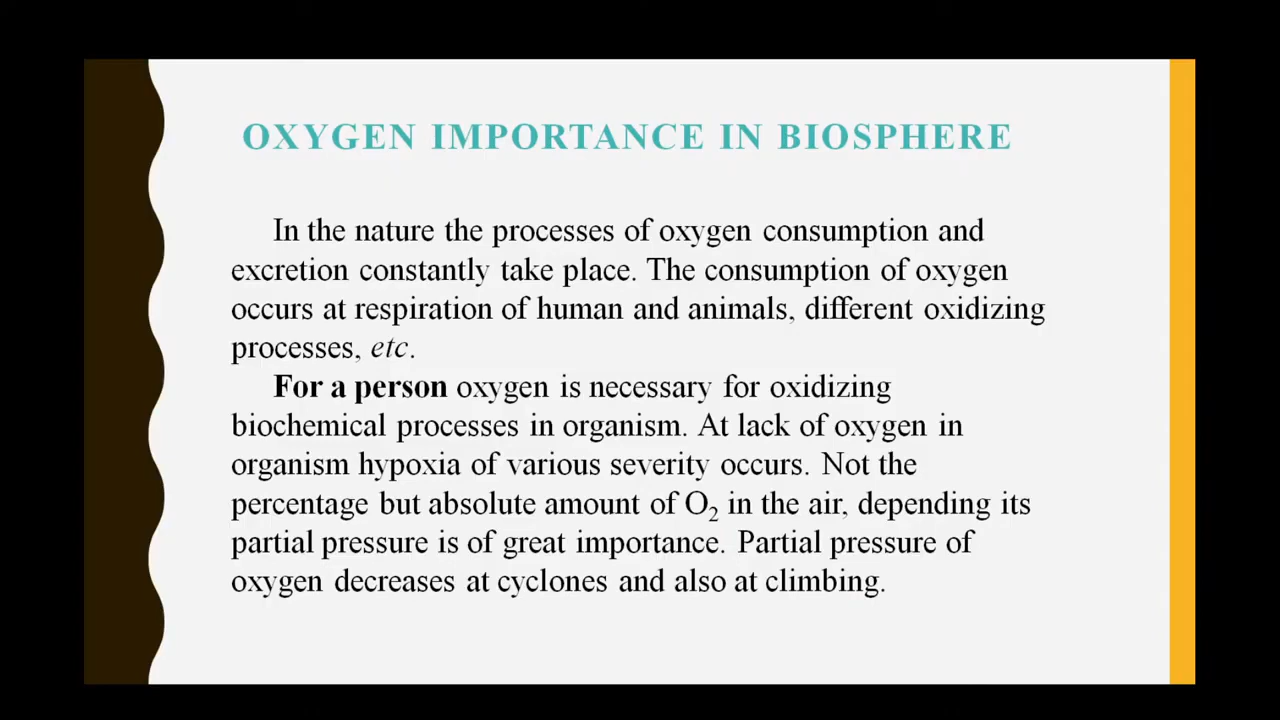 OXYGEN IMPORTANCE IN BIOSPHERE
In the nature the processes of oxygen consumption and
excretion constantly take place. The consumption of oxygen
occurs at respiration of human and animals, different oxidizing
processes, etc.
For a person oxygen is necessary for oxidizing
biochemical processes in organism. At lack of oxygen in
organism hypoxia of various severity occurs. Not the
percentage but absolute amount of O₂ in the air, depending its
partial pressure is of great importance. Partial pressure of
oxygen decreases at cyclones and also at climbing.